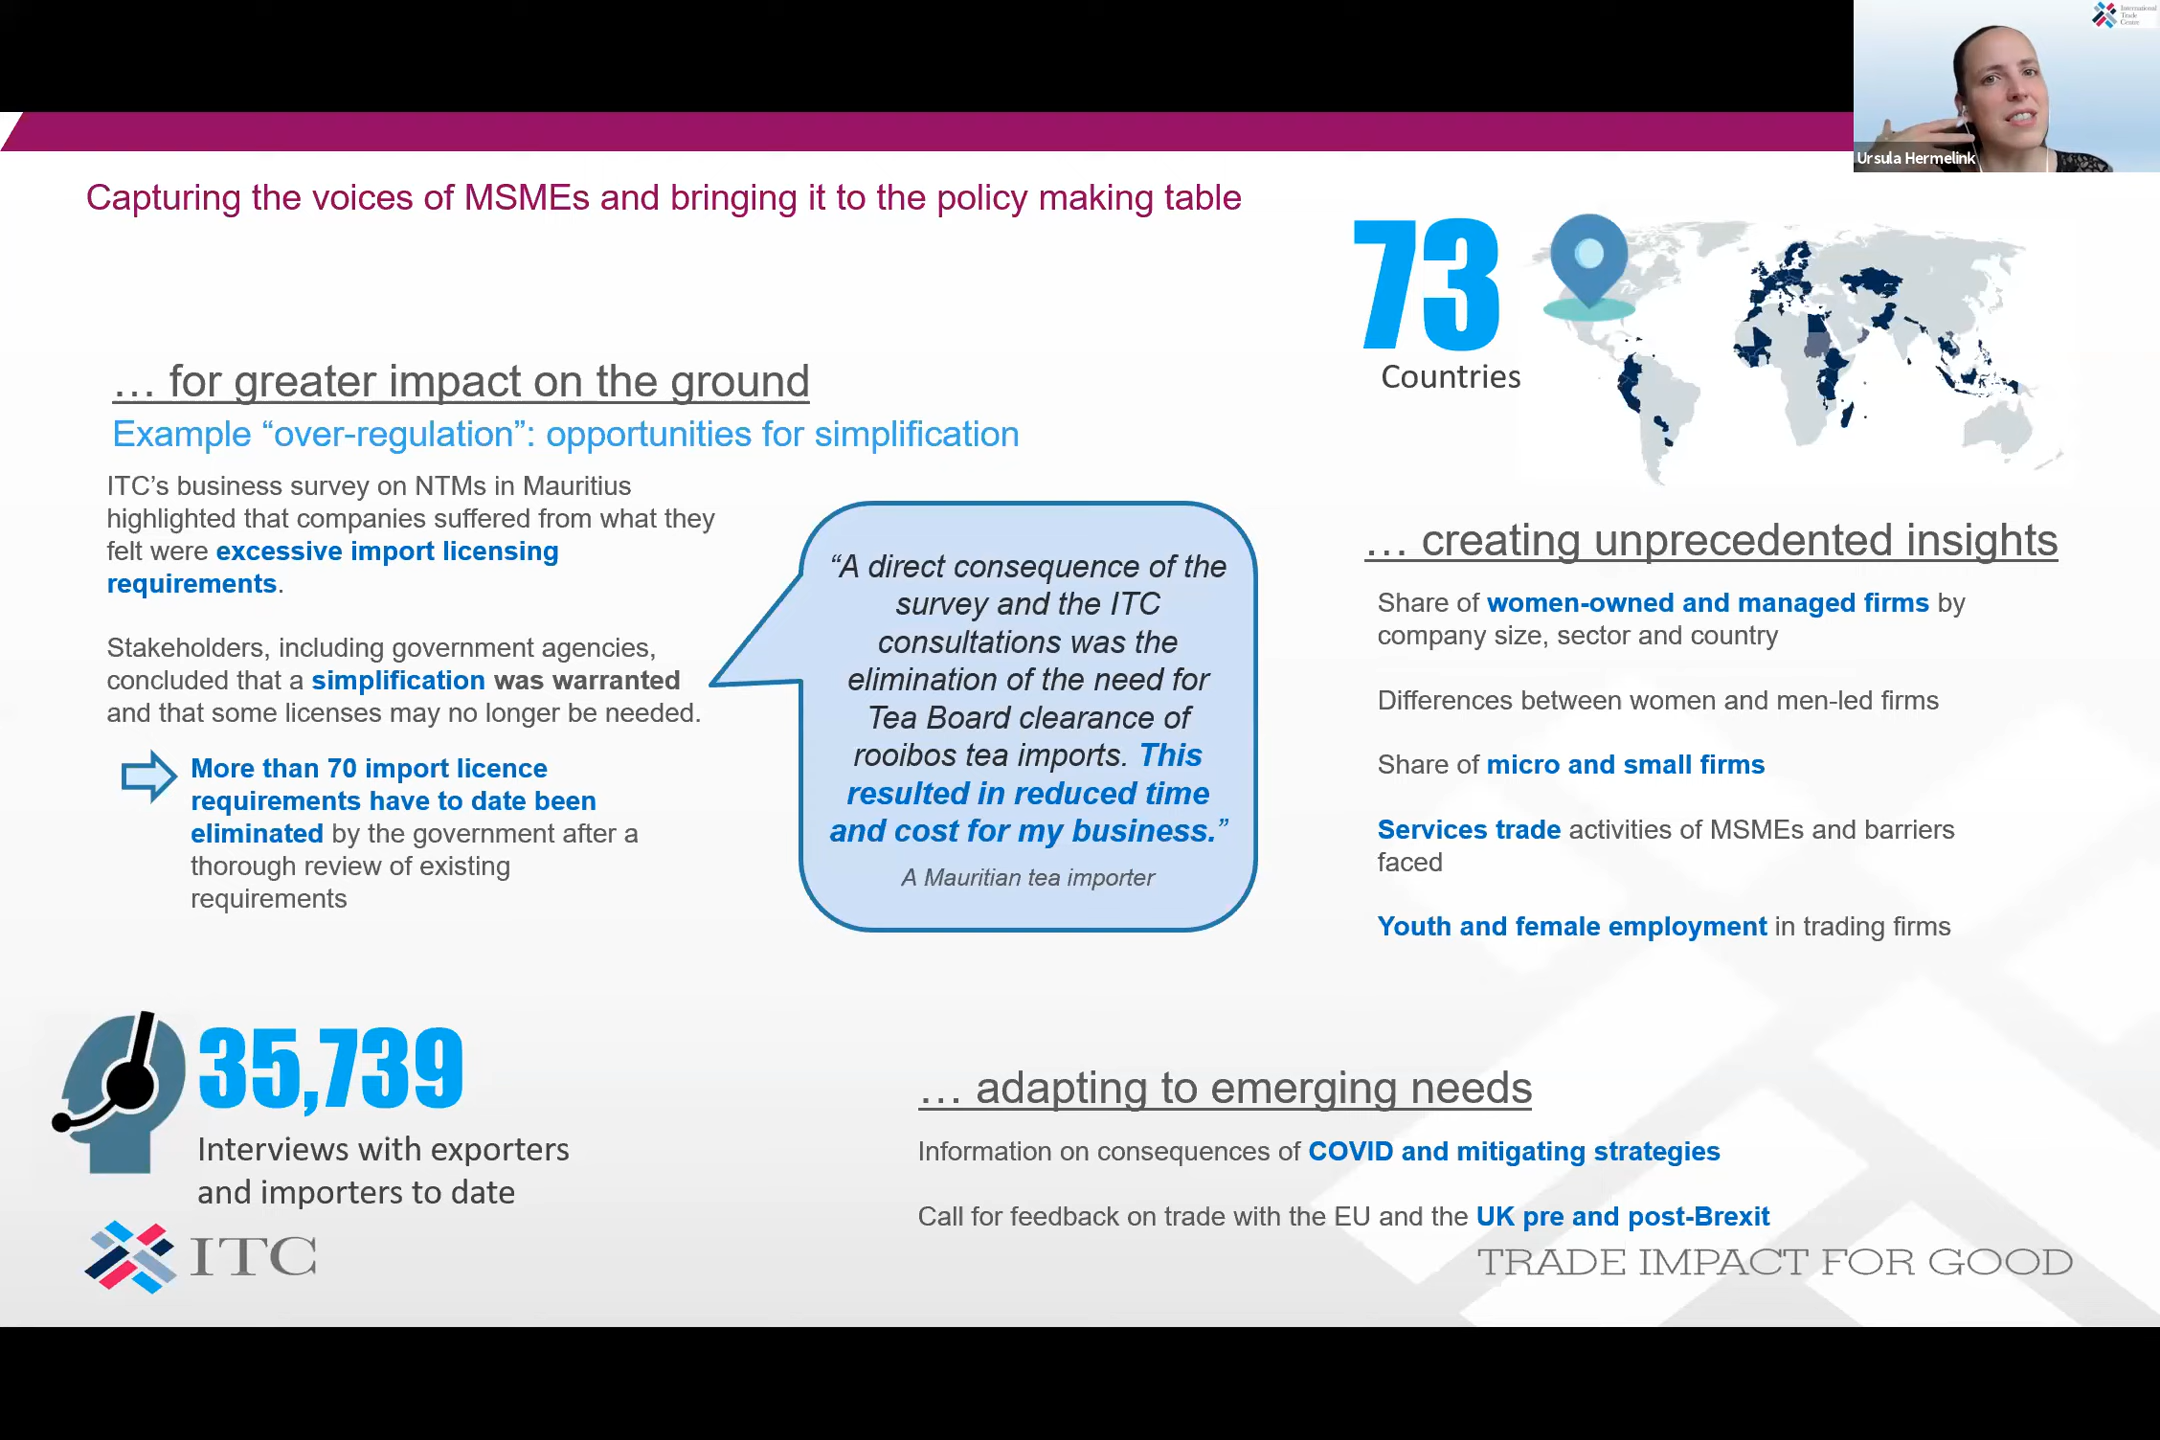 International
Trade
Centre
Ursula Hermelink
Capturing the voices of MSMEs and bringing it to the policy making table
73
Countries
… for greater impact on the ground
Example “over-regulation”: opportunities for simplification
ITC’s business survey on NTMs in Mauritius
highlighted that companies suffered from what they
felt were excessive import licensing
requirements.
Stakeholders, including government agencies,
concluded that a simplification was warranted
and that some licenses may no longer be needed.
More than 70 import licence
requirements have to date been
eliminated by the government after a
thorough review of existing
requirements
“A direct consequence of the
survey and the ITC
consultations was the
elimination of the need for
Tea Board clearance of
rooibos tea imports. This
resulted in reduced time
and cost for my business.”
A Mauritian tea importer
… creating unprecedented insights
Share of women-owned and managed firms by
company size, sector and country
Differences between women and men-led firms
Share of micro and small firms
Services trade activities of MSMEs and barriers
faced
Youth and female employment in trading firms
35,739
Interviews with exporters
and importers to date
… adapting to emerging needs
Information on consequences of COVID and mitigating strategies
Call for feedback on trade with the EU and the UK pre and post-Brexit
ITC
TRADE IMPACT FOR GOOD